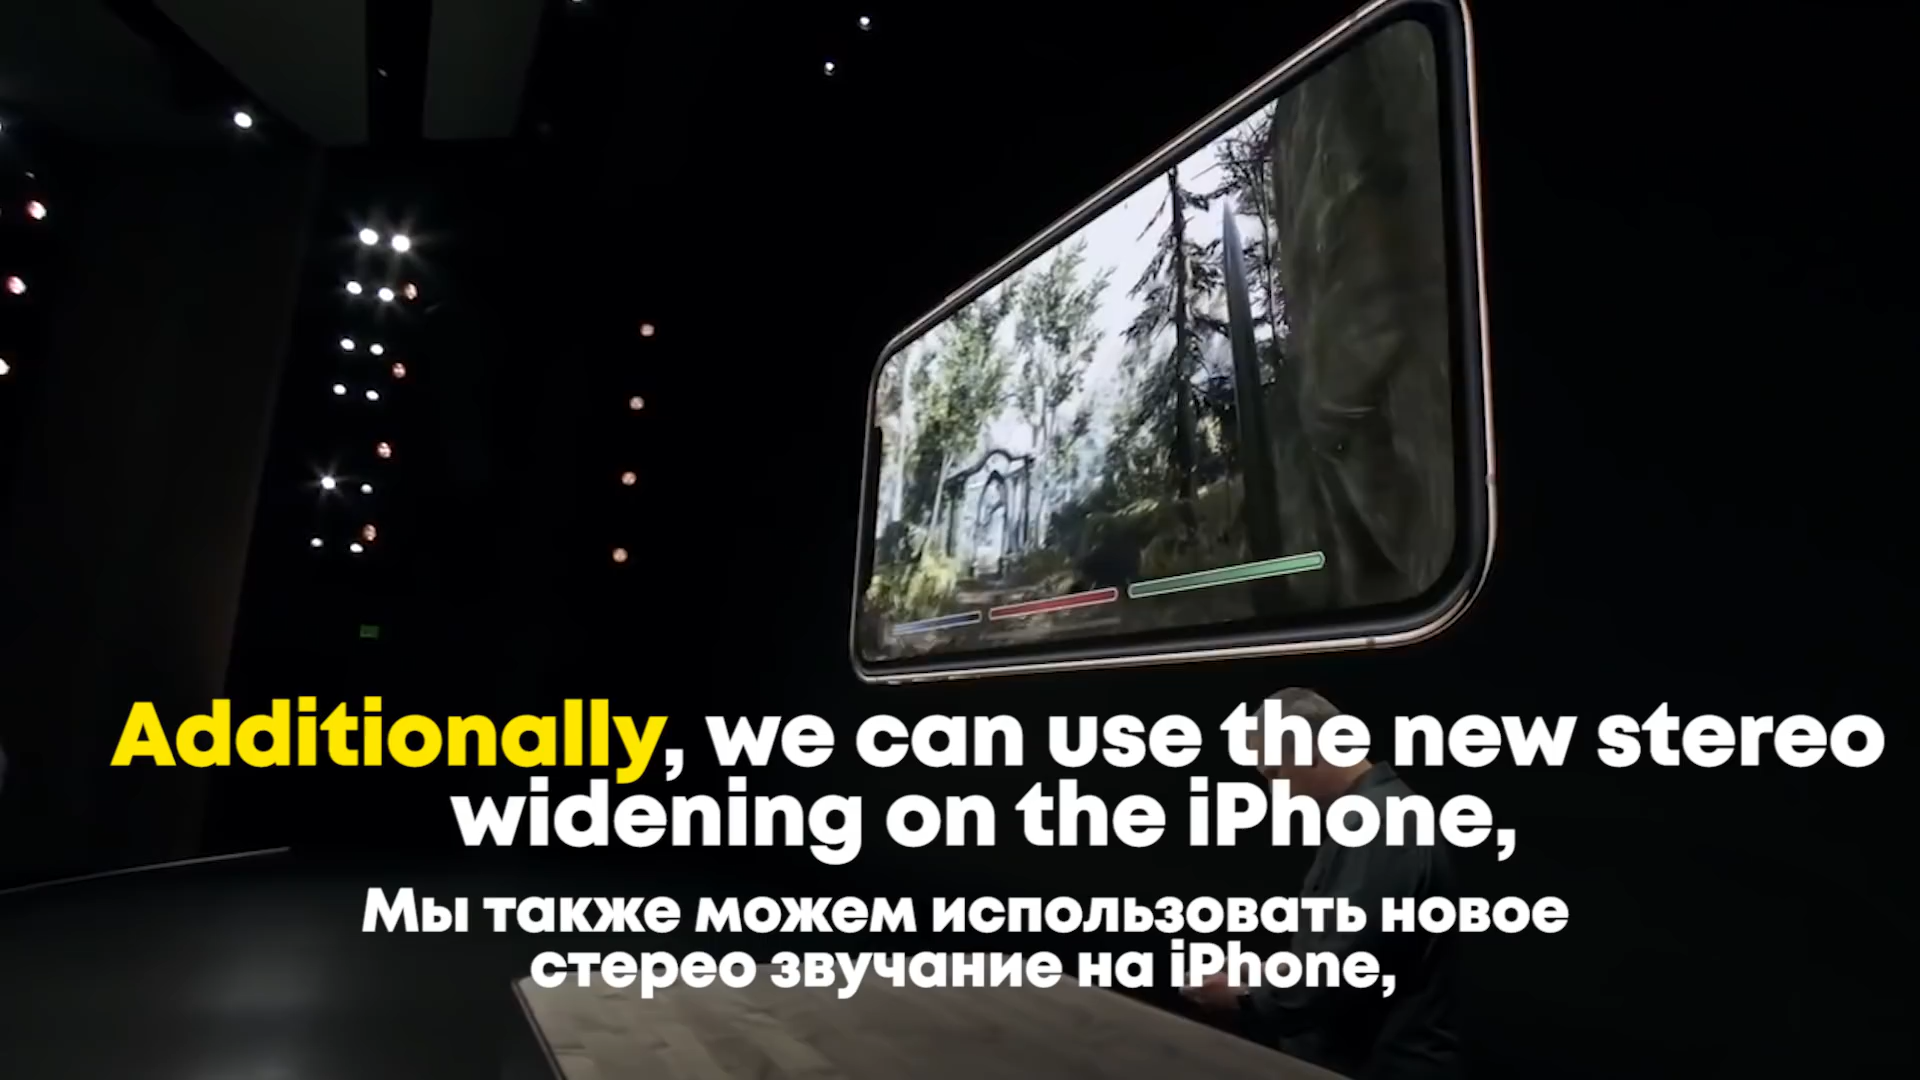 Additionally, we can use the new stereo
widening on the iPhone,
Мы также можем использовать новое
стерео звучание на iPhone,